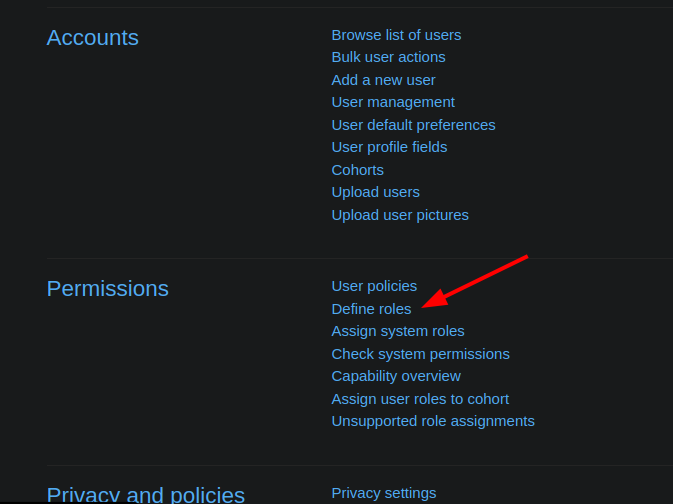 Accounts
Browse list of users
Bulk user actions
Add a new user
User management
User default preferences
User profile fields
Cohorts
Upload users
Upload user pictures
Permissions
User policies
Define roles
Assign system roles
Check system permissions
Capability overview
Assign user roles to cohort
Unsupported role assignments
Privacy and policies
Privacy settings